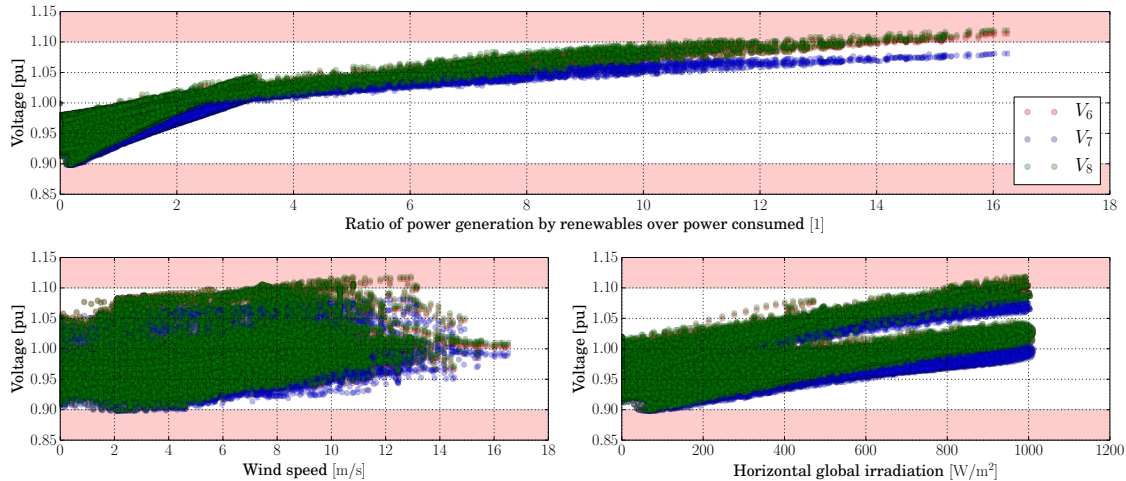 1.15
1.10
1.05
1.00
0.95
0.90
0.85
Voltage [pu]
0 2 4 6 8 10 12 14 16 18
Ratio of power generation by renewables over power consumed [1]
V₆
V₇
V₈
1.15
1.10
1.05
1.00
0.95
0.90
0.85
Voltage [pu]
0 2 4 6 8 10 12 14 16 18
Wind speed [m/s]
1.15
1.10
1.05
1.00
0.95
0.90
0.85
Voltage [pu]
0 200 400 600 800 1000 1200
Horizontal global irradiation [W/m²]